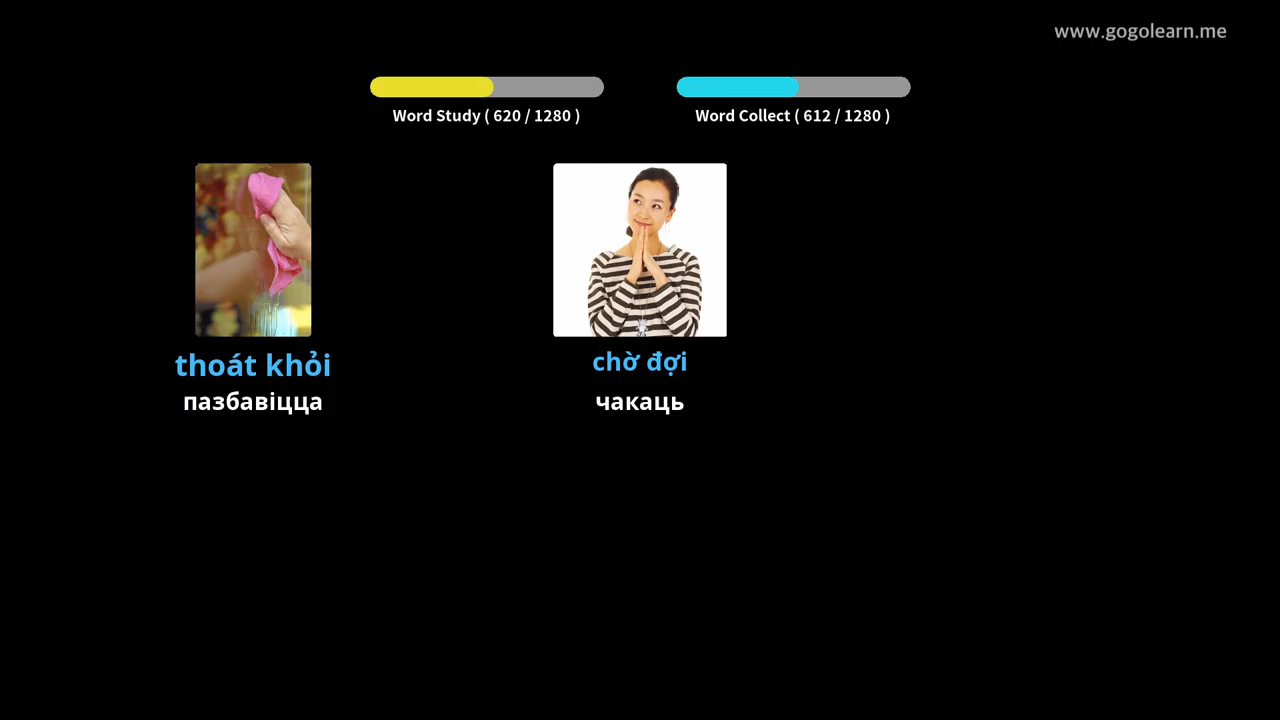 www.gogolearn.me
Word Study ( 620 / 1280 )
Word Collect ( 612 / 1280 )
thoát khỏi
пазбавіцца
chờ đợi
чакаць